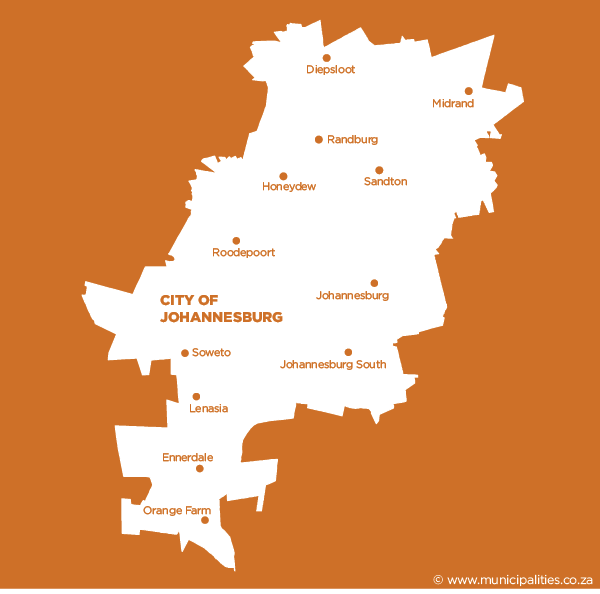 Diepsloot
Midrand
Randburg
Honeydew
Sandton
Roodepoort
Johannesburg
CITY OF
JOHANNESBURG
Soweto
Johannesburg South
Lenasia
Ennerdale
Orange Farm
© www.municipalities.co.za